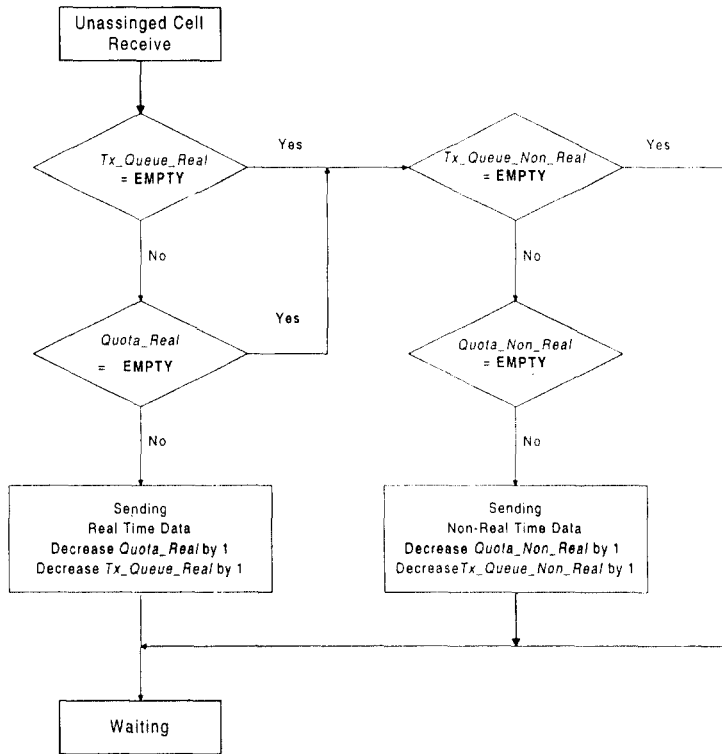 Unassinged Cell
Receive
Tx_Queue_Real
= EMPTY
Yes
Tx_Queue_Non_Real
= EMPTY
Yes
No
No
Quota_Real
= EMPTY
Yes
Quota_Non_Real
= EMPTY
No
No
Sending
Real Time Data
Decrease Quota_Real by 1
Decrease Tx_Queue_Real by 1
Sending
Non-Real Time Data
Decrease Quota_Non_Real by 1
DecreaseTx_Queue_Non_Real by 1
Waiting